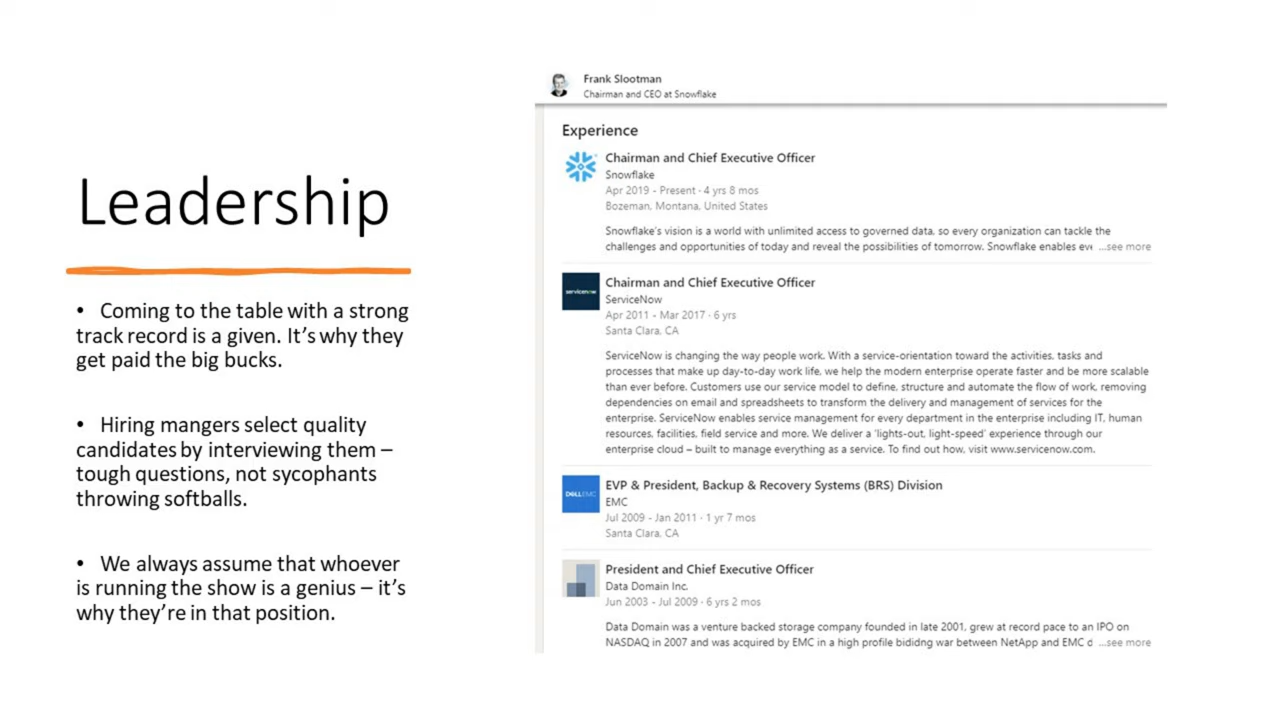 Leadership
• Coming to the table with a strong
track record is a given. It's why they
get paid the big bucks.
• Hiring mangers select quality
candidates by interviewing them –
tough questions, not sycophants
throwing softballs.
• We always assume that whoever
is running the show is a genius – it's
why they're in that position.
Frank Slootman
Chairman and CEO at Snowflake
Experience
Chairman and Chief Executive Officer
Snowflake
Apr 2019 - Present · 4 yrs 8 mos
Bozeman, Montana, United States
Snowflake's vision is a world with unlimited access to governed data, so every organization can tackle the
challenges and opportunities of today and reveal the possibilities of tomorrow. Snowflake enables eve ...see more
servicenow
Chairman and Chief Executive Officer
ServiceNow
Apr 2011 - Mar 2017 · 6 yrs
Santa Clara, CA
ServiceNow is changing the way people work. With a service-orientation toward the activities, tasks and
processes that make up day-to-day work life, we help the modern enterprise operate faster and be more scalable
than ever before. Customers use our service model to define, structure and automate the flow of work, removing
dependencies on email and spreadsheets to transform the delivery and management of services for the
enterprise. ServiceNow enables service management for every department in the enterprise including IT, human
resources, facilities, field service and more. We deliver a 'lights-out, light-speed' experience through our
enterprise cloud – built to manage everything as a service. To find out how, visit www.servicenow.com.
DELLEMC
EVP & President, Backup & Recovery Systems (BRS) Division
EMC
Jul 2009 - Jan 2011 · 1 yr 7 mos
Santa Clara, CA
President and Chief Executive Officer
Data Domain Inc.
Jun 2003 - Jul 2009 · 6 yrs 2 mos
Data Domain was a venture backed storage company founded in late 2001, grew at record pace to an IPO on
NASDAQ in 2007 and was acquired by EMC in a high profile bididng war between NetApp and EMC d ...see more